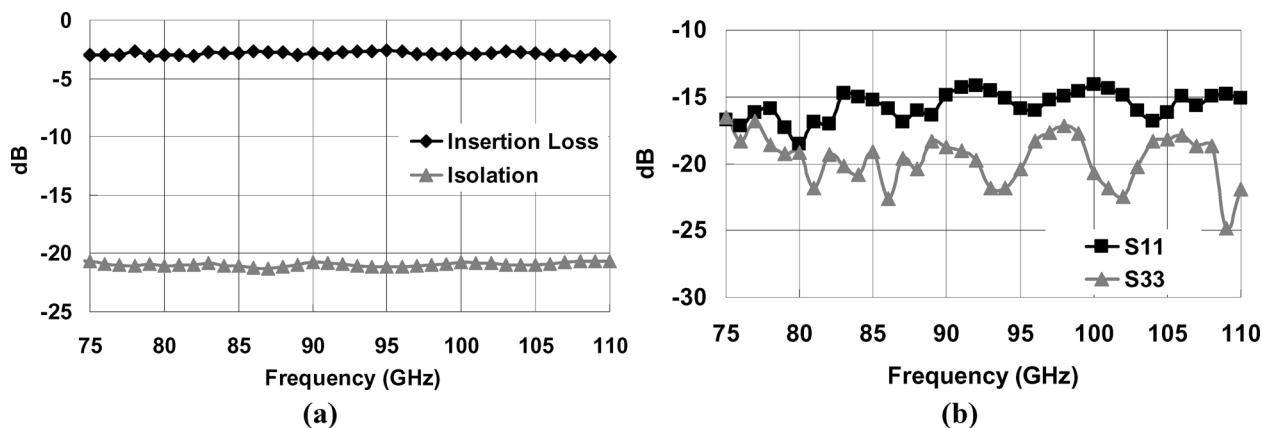 0
-5
-10
-15
-20
-25
dB
Insertion Loss
Isolation
75 80 85 90 95 100 105 110
Frequency (GHz)
(a)
-10
-15
-20
-25
-30
dB
S11
S33
75 80 85 90 95 100 105 110
Frequency (GHz)
(b)